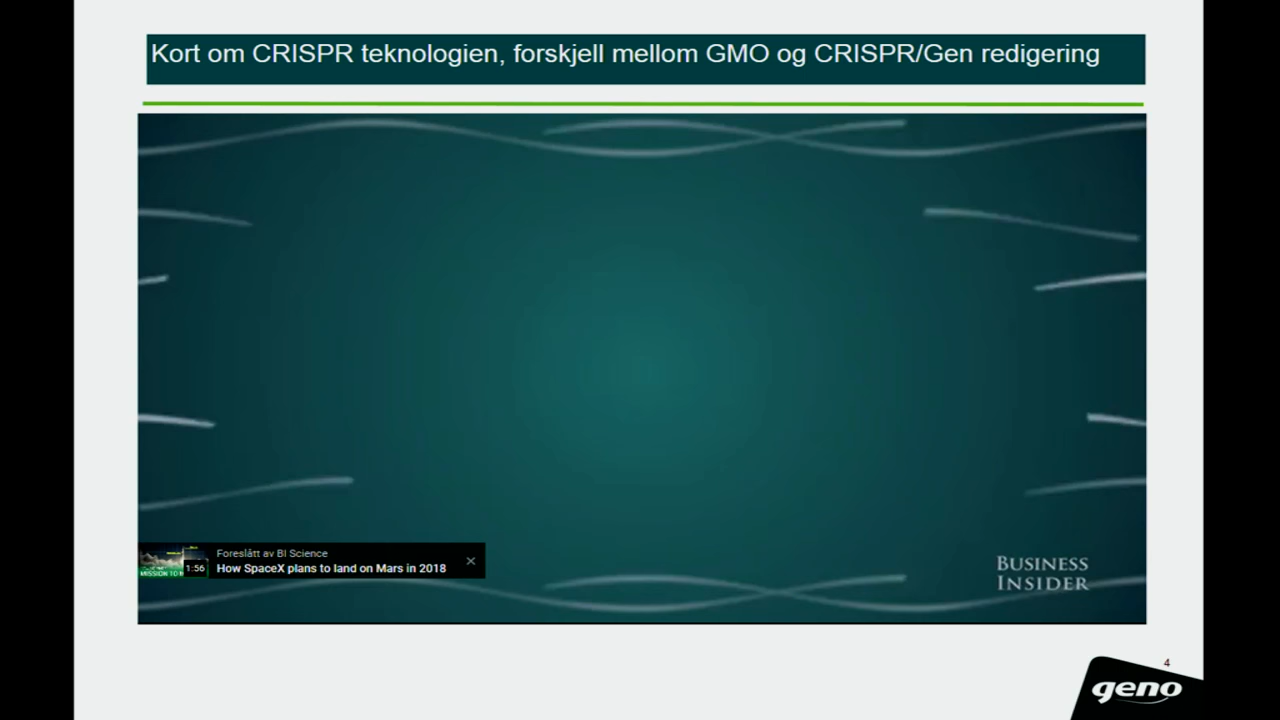 Kort om CRISPR teknologien, forskjell mellom GMO og CRISPR/Gen redigering
Foreslått av BI Science
How SpaceX plans to land on Mars in 2018
1:56
BUSINESS
INSIDER
4
geno